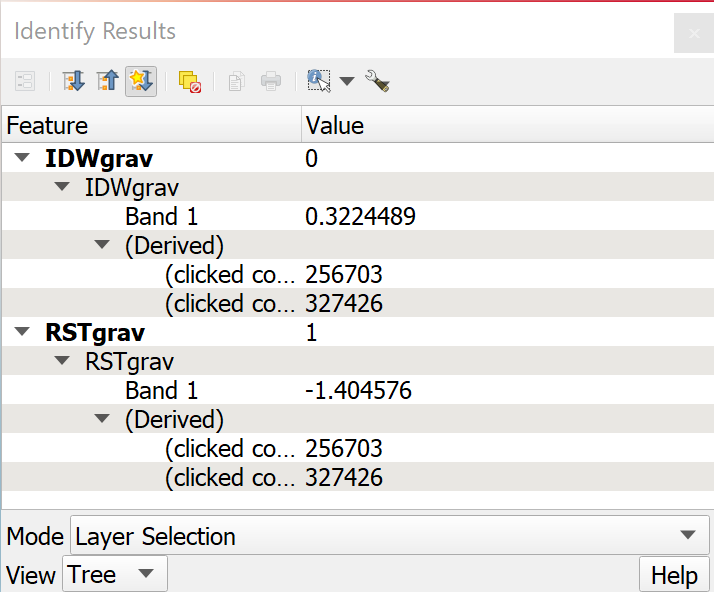 Identify Results
Feature Value
IDWgrav 0
IDWgrav
Band 1 0.3224489
(Derived)
(clicked co... 256703
(clicked co... 327426
RSTgrav 1
RSTgrav
Band 1 -1.404576
(Derived)
(clicked co... 256703
(clicked co... 327426
Mode Layer Selection
View Tree Help